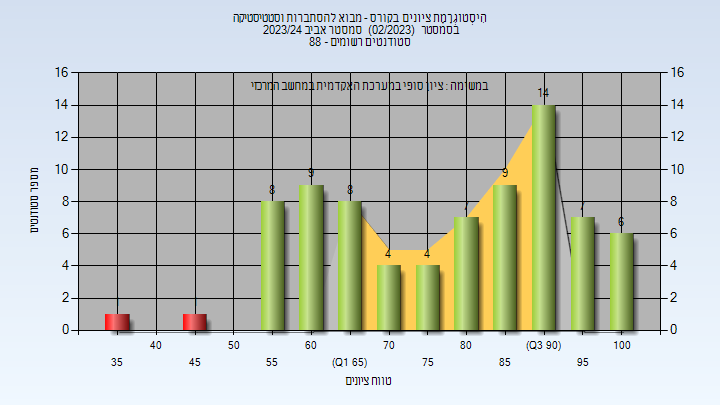 היסטוגרמת ציונים בקורס - מבוא להסתברות וסטטיסטיקה
בסמסטר (02/2023) סמסטר אביב 2023/24
סטודנטים רשומים - 88
במשימה : ציון סופי במערכת האקדמית במחשב המרכזי
מספר סטודנטים
16 16
14 14
12 12
10 10
8 8
6 6
4 4
2 2
0 0
8 9 8 4 4 9 14 6
40 50 60 70 80 (Q3 90) 100
35 45 55 (Q1 65) 75 85 95
טווח ציונים